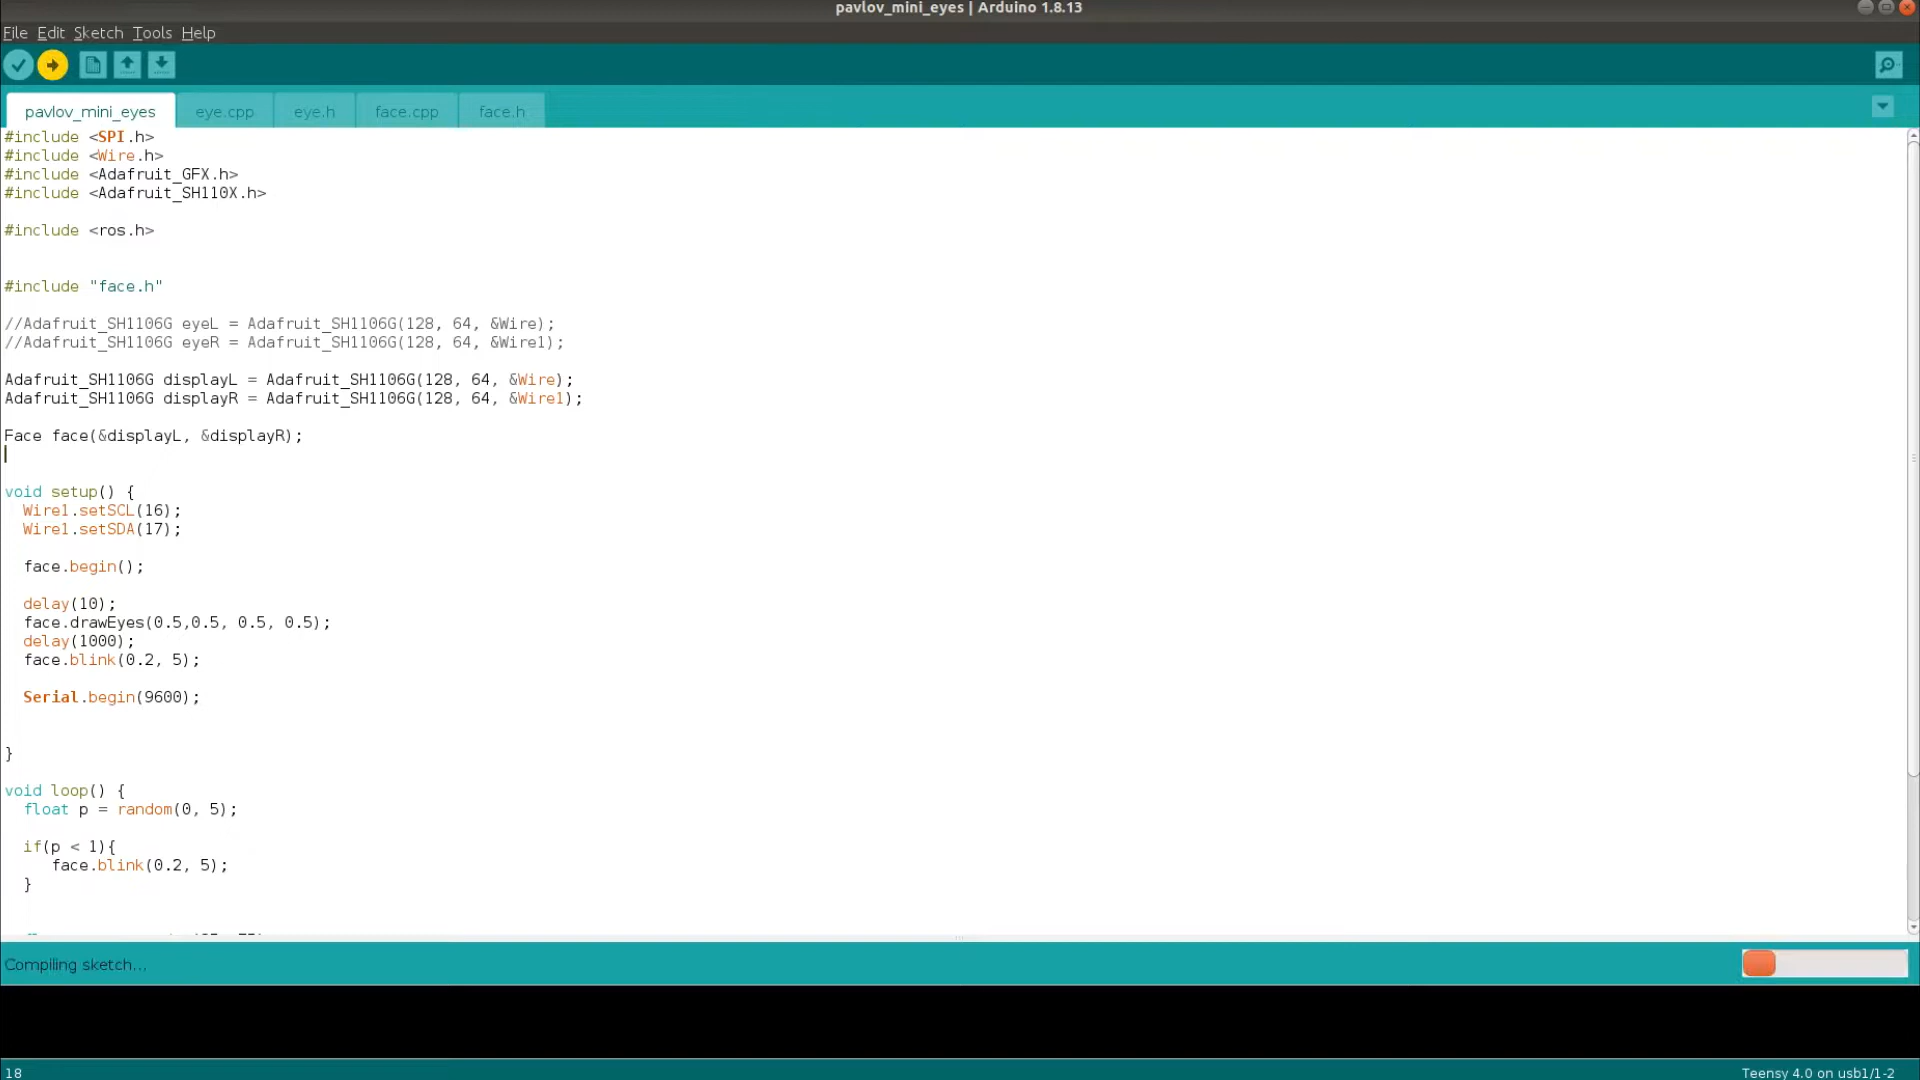 pavlov_mini_eyes | Arduino 1.8.13
File Edit Sketch Tools Help
pavlov_mini_eyes eye.cpp eye.h face.cpp face.h
#include <SPI.h>
#include <Wire.h>
#include <Adafruit_GFX.h>
#include <Adafruit_SH110X.h>
#include <ros.h>
#include "face.h"
//Adafruit_SH1106G eyeL = Adafruit_SH1106G(128, 64, &Wire);
//Adafruit_SH1106G eyeR = Adafruit_SH1106G(128, 64, &Wire1);
Adafruit_SH1106G displayL = Adafruit_SH1106G(128, 64, &Wire);
Adafruit_SH1106G displayR = Adafruit_SH1106G(128, 64, &Wire1);
Face face(&displayL, &displayR);
void setup() {
Wire1.setSCL(16);
Wire1.setSDA(17);
face.begin();
delay(10);
face.drawEyes(0.5,0.5, 0.5, 0.5);
delay(1000);
face.blink(0.2, 5);
Serial.begin(9600);
}
void loop() {
float p = random(0, 5);
if(p < 1){
face.blink(0.2, 5);
}
Compiling sketch...
18
Teensy 4.0 on usb1/1-2